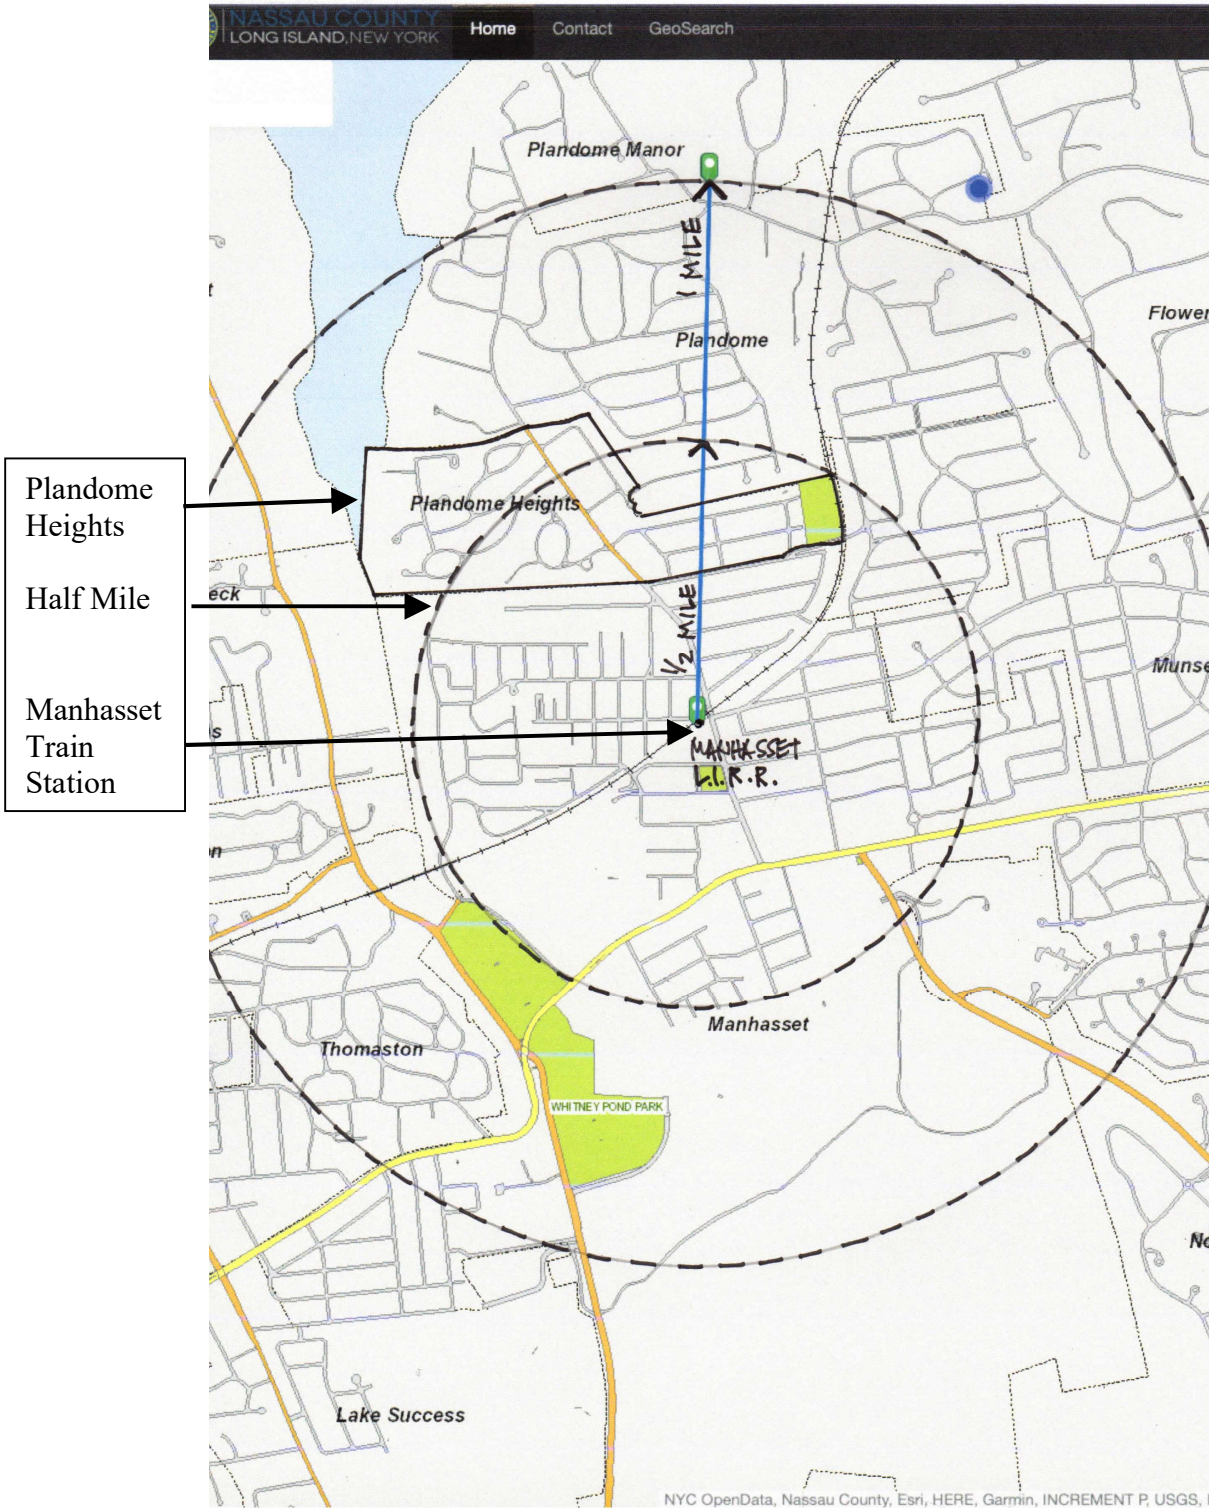 NASSAU COUNTY
LONG ISLAND, NEW YORK
Home
Contact
GeoSearch
Plandome Manor
1 MILE
Flower
Plandome
Plandome
Heights
Plandome Heights
Half Mile
eck
1/2 MILE
Munse
Manhasset
Train
Station
s
MANHASSET
L.I.R.R.
n
Manhasset
Thomaston
WHITNEY POND PARK
Ne
Lake Success
NYC OpenData, Nassau County, Esri, HERE, Garmin, INCREMENT P, USGS,